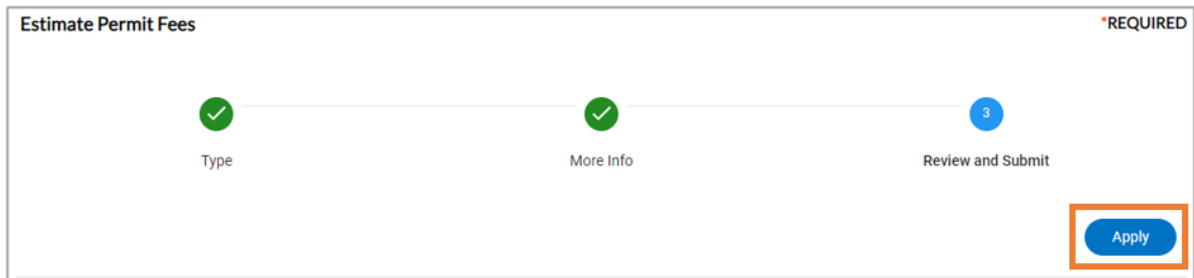 Estimate Permit Fees
*REQUIRED
3
Type
More Info
Review and Submit
Apply